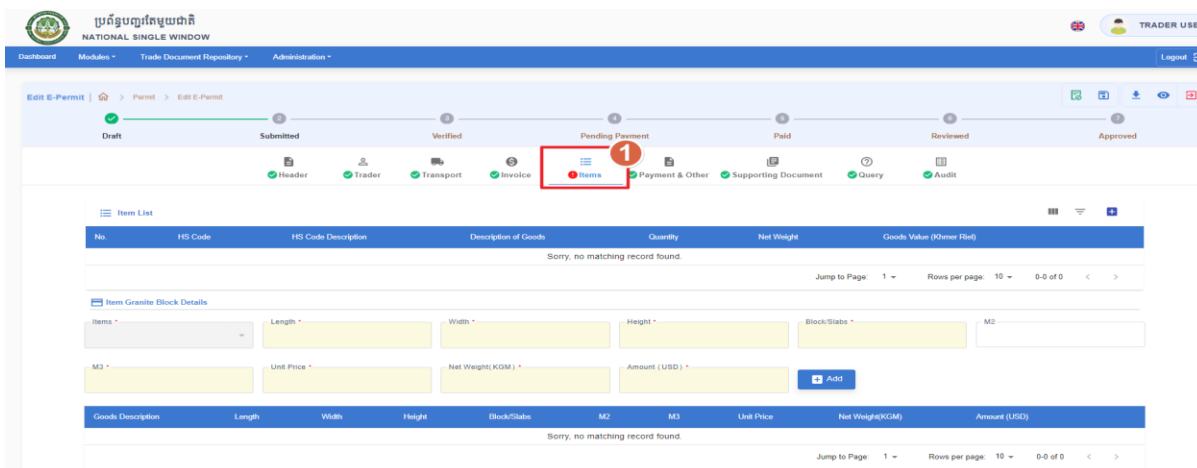 ប្រព័ន្ធបញ្ជរតែមួយជាតិ
NATIONAL SINGLE WINDOW
TRADER USE
Dashboard Modules Trade Document Repository Administration Logout
Edit E-Permit | > Permit > Edit E-Permit
2 3 4 5 6 7
Draft Submitted Verified Pending Payment Paid Reviewed Approved
1
Header Trader Transport Invoice Items Payment & Other Supporting Document Query Audit
Item List
No. HS Code HS Code Description Description of Goods Quantity Net Weight Goods Value (Khmer Riel)
Sorry, no matching record found.
Jump to Page: 1 Rows per page: 10 0-0 of 0 < >
Item Granite Block Details
Items * Length * Width * Height * Block/Slabs * M2
M3 * Unit Price * Net Weight( KGM ) * Amount ( USD ) *
Add
Goods Description Length Width Height Block/Slabs M2 M3 Unit Price Net Weight(KGM) Amount (USD)
Sorry, no matching record found.
Jump to Page: 1 Rows per page: 10 0-0 of 0 < >